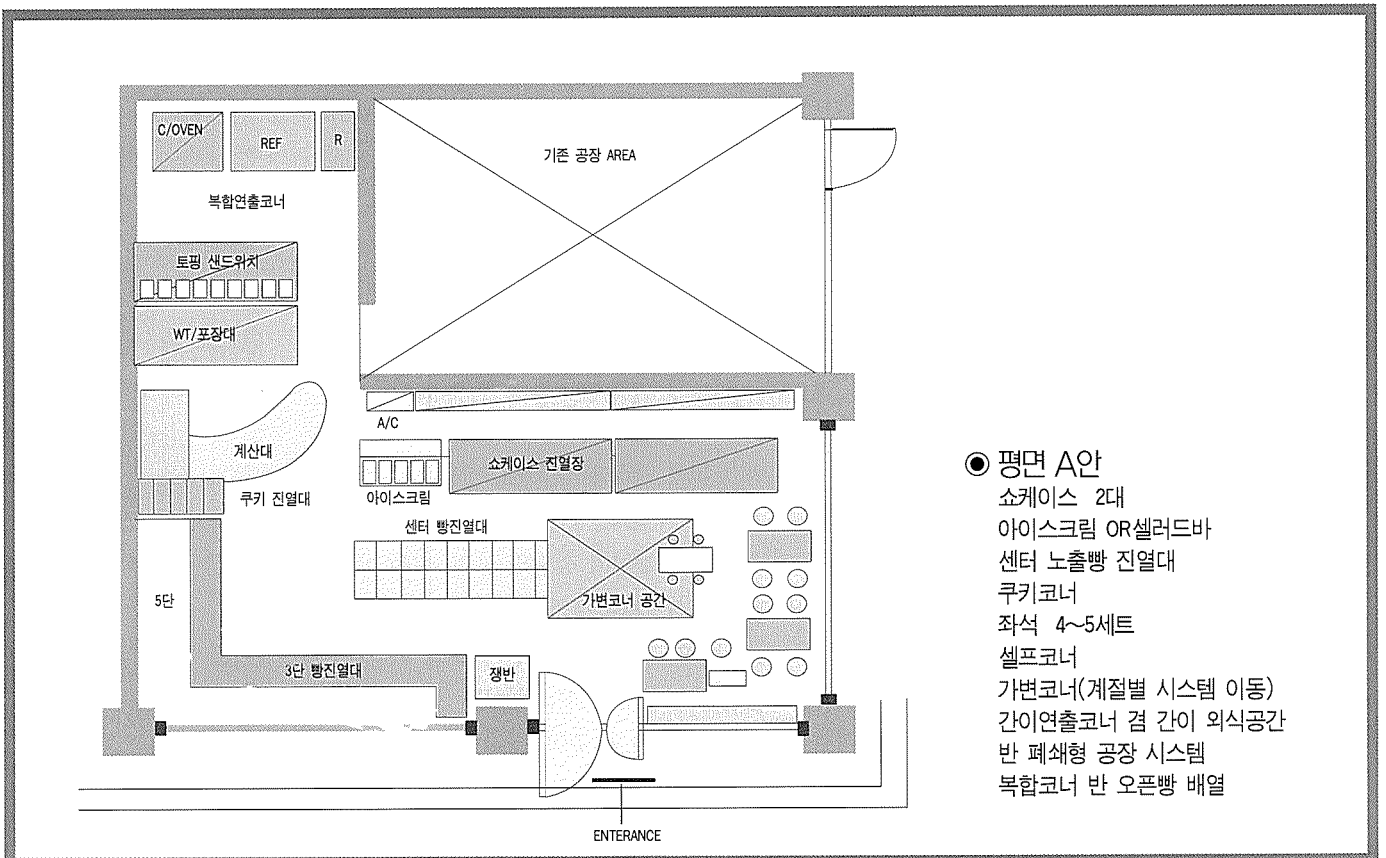 C/OVEN
REF
R
기존 공장 AREA
복합연출코너
토핑 샌드위치
WT/포장대
A/C
계산대
쇼케이스 진열장
쿠키 진열대
아이스크림
센터 빵진열대
5단
가변코너 공간
3단 빵진열대
쟁반
ENTERANCE
◉ 평면 A안
쇼케이스 2대
아이스크림 OR셀러드바
센터 노출빵 진열대
쿠키코너
좌석 4~5세트
셀프코너
가변코너(계절별 시스템 이동)
간이연출코너 겸 간이 외식공간
반 폐쇄형 공장 시스템
복합코너 반 오픈빵 배열